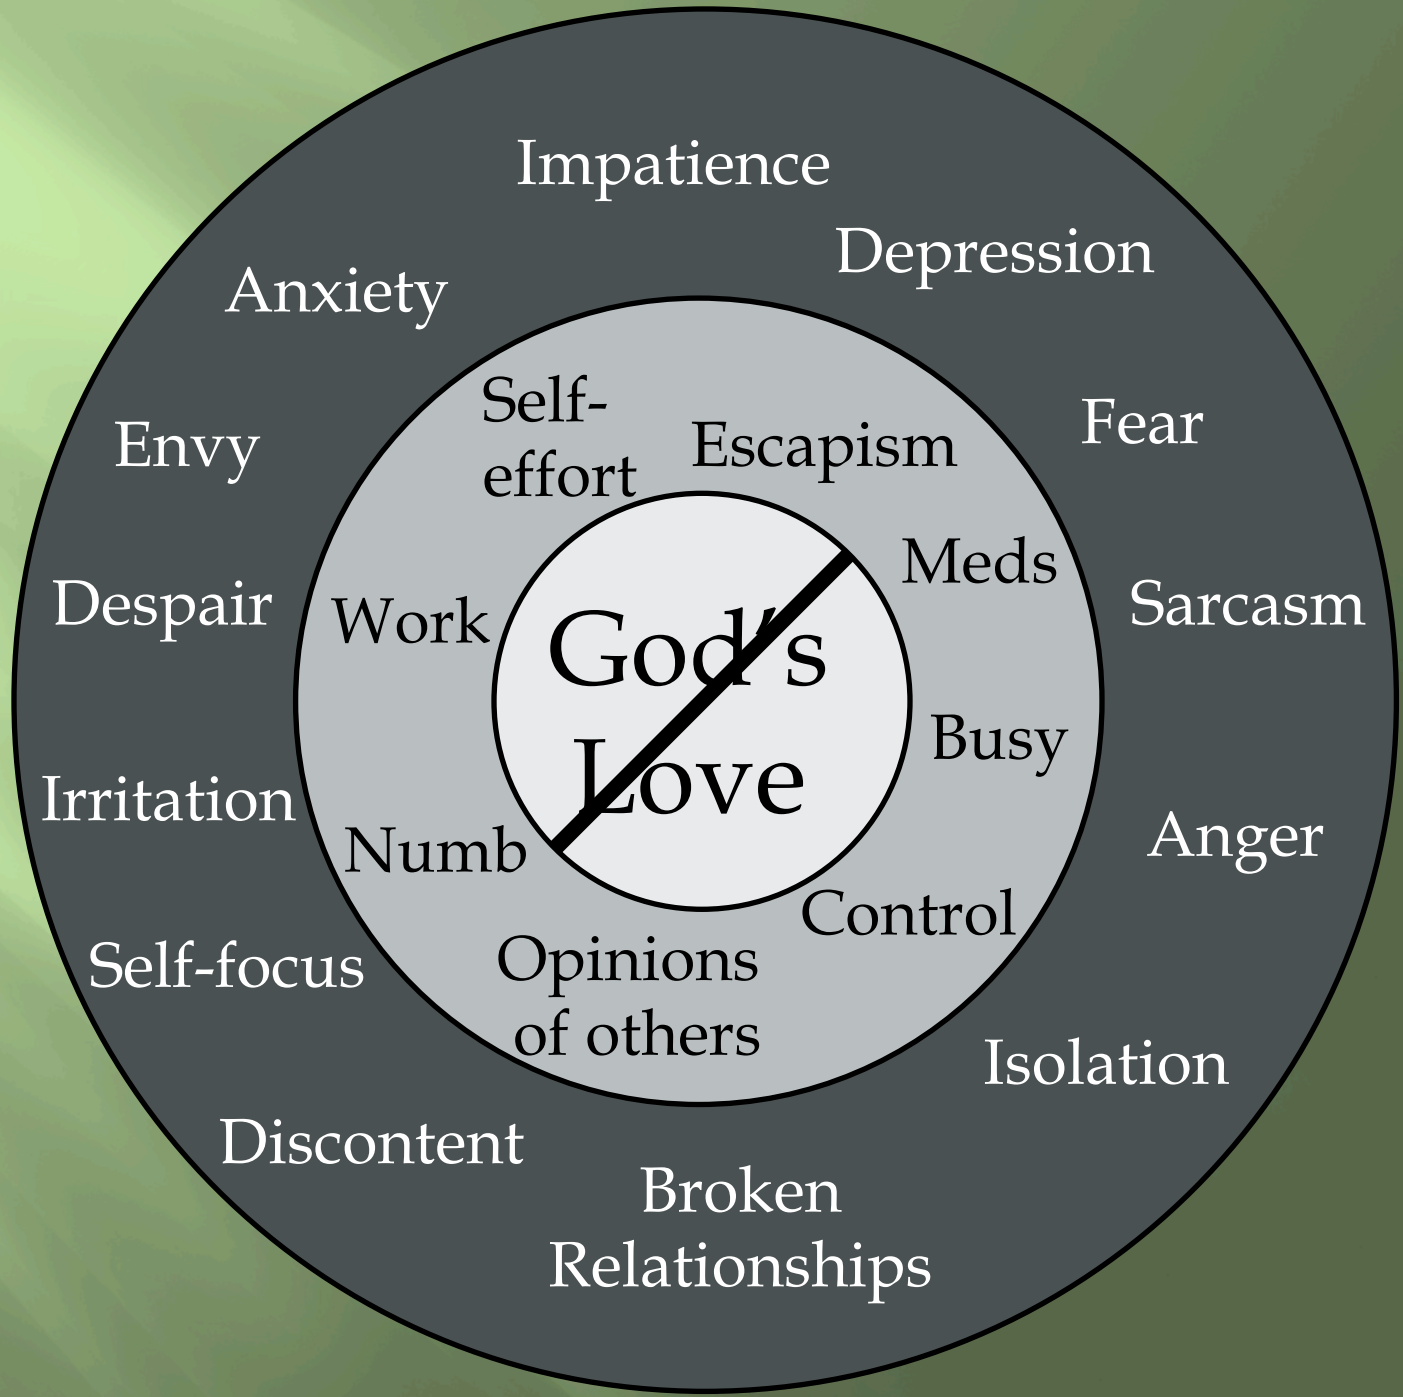 Impatience
Depression
Anxiety
Fear
Envy
Despair
Sarcasm
Irritation
Anger
Self-focus
Isolation
Discontent
Broken
Relationships
Self-
effort
Escapism
Meds
Work
Busy
Numb
Control
Opinions
of others
God's
Love